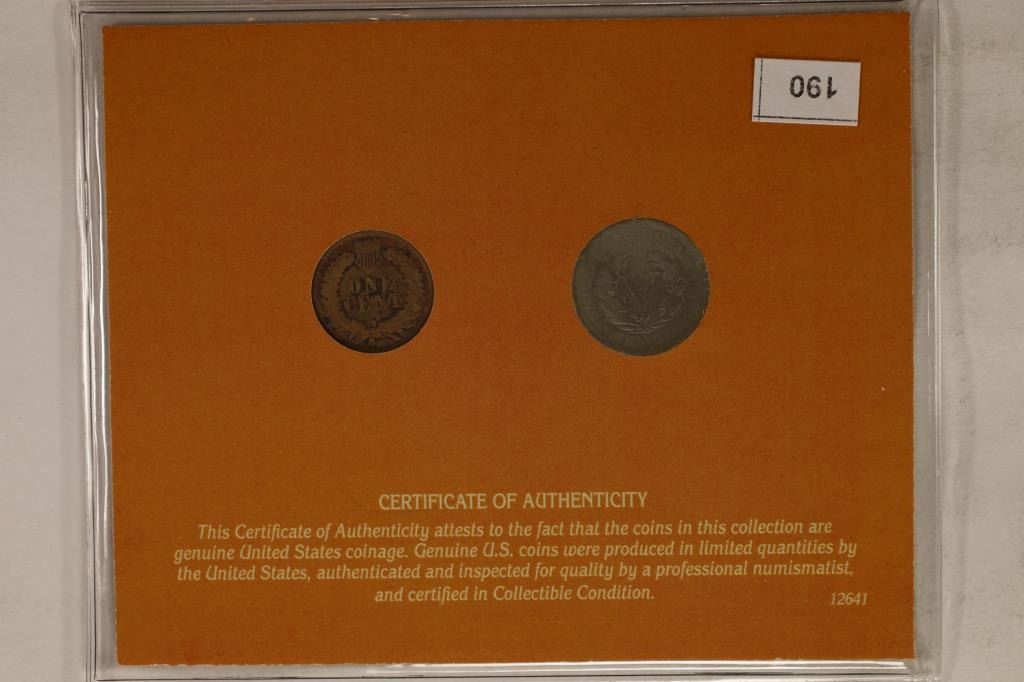 190
ONE
CENT
V
CERTIFICATE OF AUTHENTICITY
This Certificate of Authenticity attests to the fact that the coins in this collection are
genuine United States coinage. Genuine U.S. coins were produced in limited quantities by
the United States, authenticated and inspected for quality by a professional numismatist,
and certified in Collectible Condition.
12641